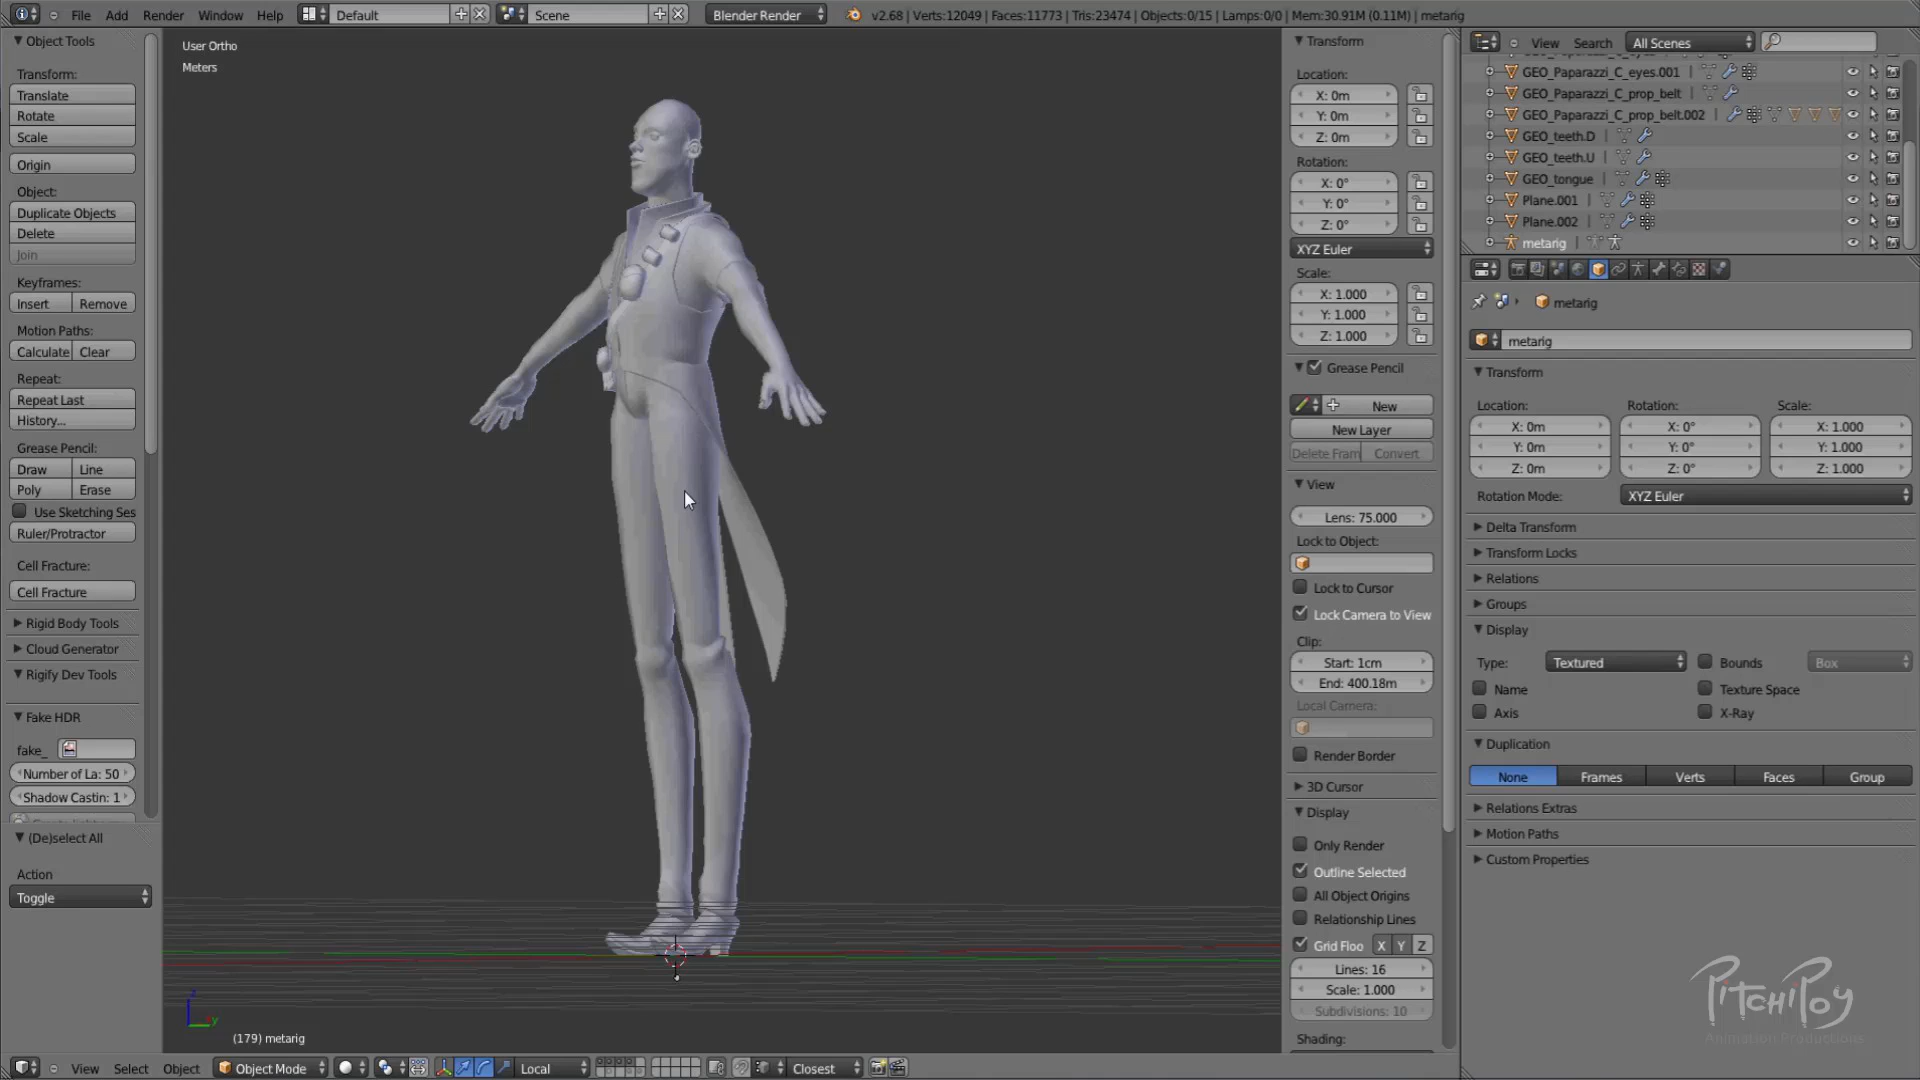 File Add Render Window Help Default Scene Blender Render v2.68 | Verts:12049 | Faces:11773 | Tris:23474 | Objects:0/15 | Lamps:0/0 | Mem:30.91M (0.11M) | metarig
Object Tools
Transform:
Translate
Rotate
Scale
Origin
Object:
Duplicate Objects
Delete
Join
Keyframes:
Insert Remove
Motion Paths:
Calculate Clear
Repeat:
Repeat Last
History...
Grease Pencil:
Draw Line
Poly Erase
Use Sketching Ses
Ruler/Protractor
Cell Fracture:
Cell Fracture
Rigid Body Tools
Cloud Generator
Rigify Dev Tools
Fake HDR
fake_
Number of La: 50
Shadow Castin: 1
(De)select All
Action
Toggle
User Ortho
Meters
z
y
(179) metarig
View Select Object Object Mode Local Closest
Transform
Location:
X: 0m
Y: 0m
Z: 0m
Rotation:
X: 0°
Y: 0°
Z: 0°
XYZ Euler
Scale:
X: 1.000
Y: 1.000
Z: 1.000
Grease Pencil
New
New Layer
Delete Fram Convert
View
Lens: 75.000
Lock to Object:
Lock to Cursor
Lock Camera to View
Clip:
Start: 1cm
End: 400.18m
Local Camera:
Render Border
3D Cursor
Display
Only Render
Outline Selected
All Object Origins
Relationship Lines
Grid Floo X Y Z
Lines: 16
Scale: 1.000
Subdivisions: 10
Shading:
View Search All Scenes
GEO_Paparazzi_C_eyes.001
GEO_Paparazzi_C_prop_belt
GEO_Paparazzi_C_prop_belt.002
GEO_teeth.D
GEO_teeth.U
GEO_tongue
Plane.001
Plane.002
metarig
metarig
metarig
Transform
Location: Rotation: Scale:
X: 0m X: 0° X: 1.000
Y: 0m Y: 0° Y: 1.000
Z: 0m Z: 0° Z: 1.000
Rotation Mode: XYZ Euler
Delta Transform
Transform Locks
Relations
Groups
Display
Type: Textured Bounds Box
Name Texture Space
Axis X-Ray
Duplication
None Frames Verts Faces Group
Relations Extras
Motion Paths
Custom Properties
PitchiPoy
Animation Productions